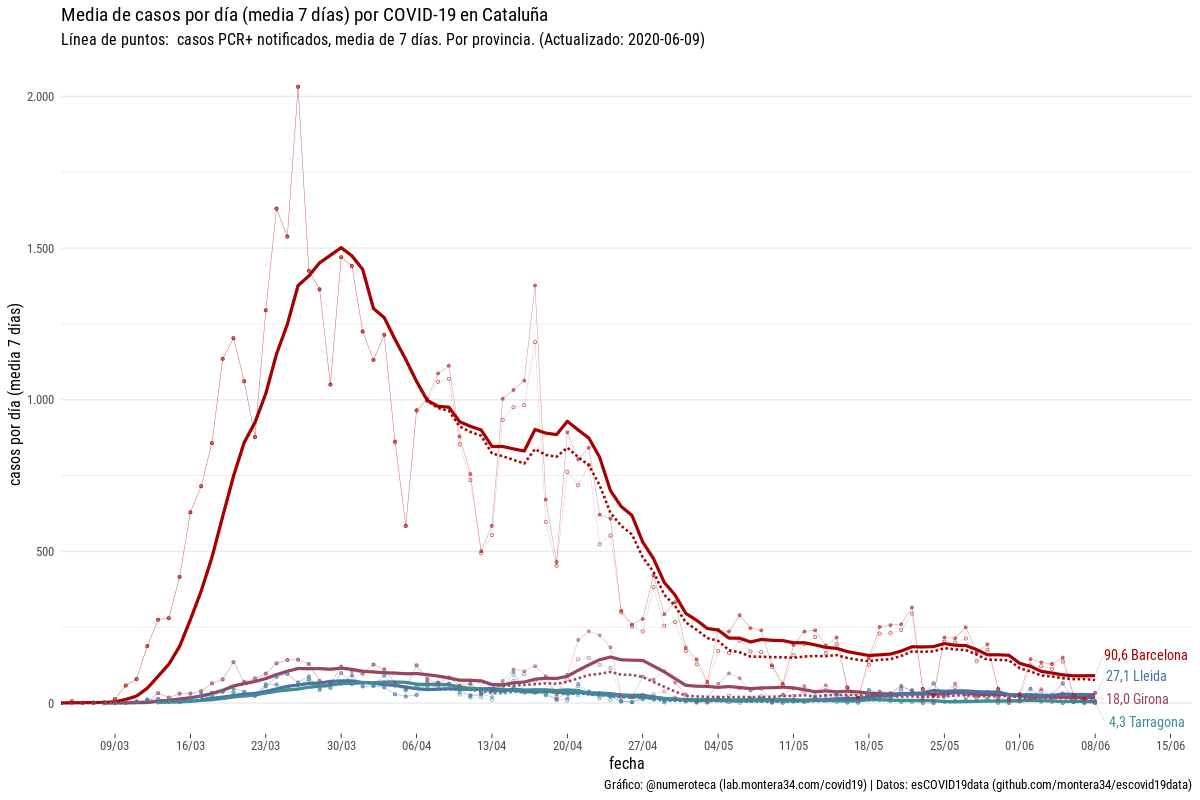 Media de casos por día (media 7 días) por COVID-19 en Cataluña
Línea de puntos:  casos PCR+ notificados, media de 7 días. Por provincia. (Actualizado: 2020-06-09)
casos por día (media 7 días)
2.000
1.500
1.000
500
0
90,6 Barcelona
27,1 Lleida
18,0 Girona
4,3 Tarragona
09/03 16/03 23/03 30/03 06/04 13/04 20/04 27/04 04/05 11/05 18/05 25/05 01/06 08/06 15/06
fecha
Gráfico: @numeroteca (lab.montera34.com/covid19) | Datos: esCOVID19data (github.com/montera34/escovid19data)